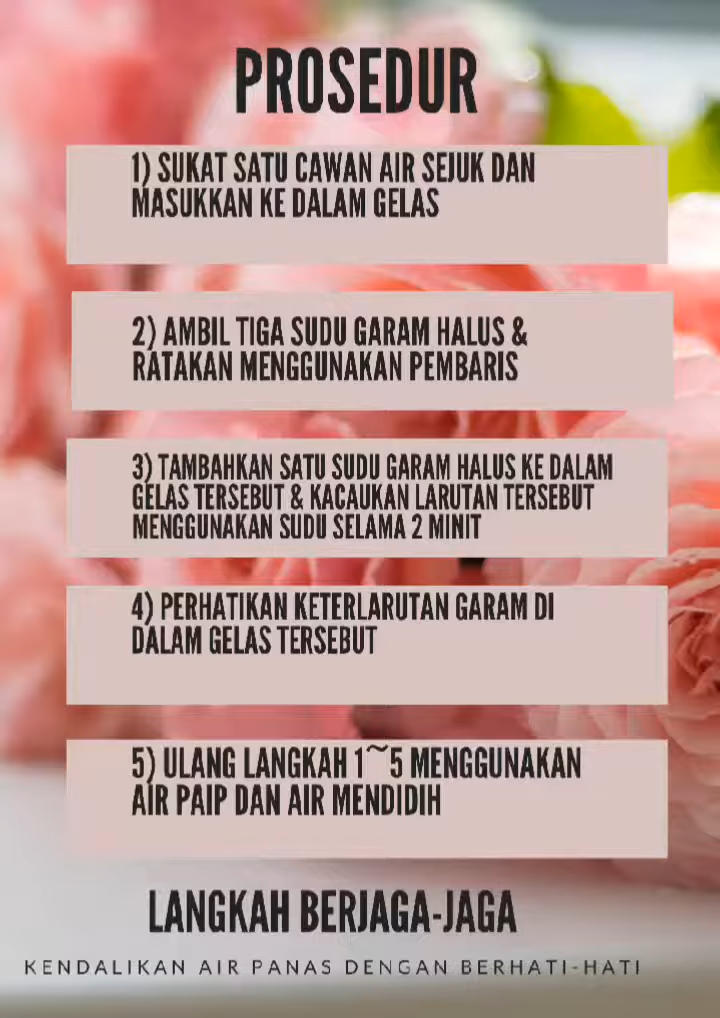 PROSEDUR
1) SUKAT SATU CAWAN AIR SEJUK DAN
MASUKKAN KE DALAM GELAS
2) AMBIL TIGA SUDU GARAM HALUS &
RATAKAN MENGGUNAKAN PEMBARIS
3) TAMBAHKAN SATU SUDU GARAM HALUS KE DALAM
GELAS TERSEBUT & KACAUKAN LARUTAN TERSEBUT
MENGGUNAKAN SUDU SELAMA 2 MINIT
4) PERHATIKAN KETERLARUTAN GARAM DI
DALAM GELAS TERSEBUT
5) ULANG LANGKAH 1~5 MENGGUNAKAN
AIR PAIP DAN AIR MENDIDIH
LANGKAH BERJAGA-JAGA
KENDALIKAN AIR PANAS DENGAN BERHATI-HATI